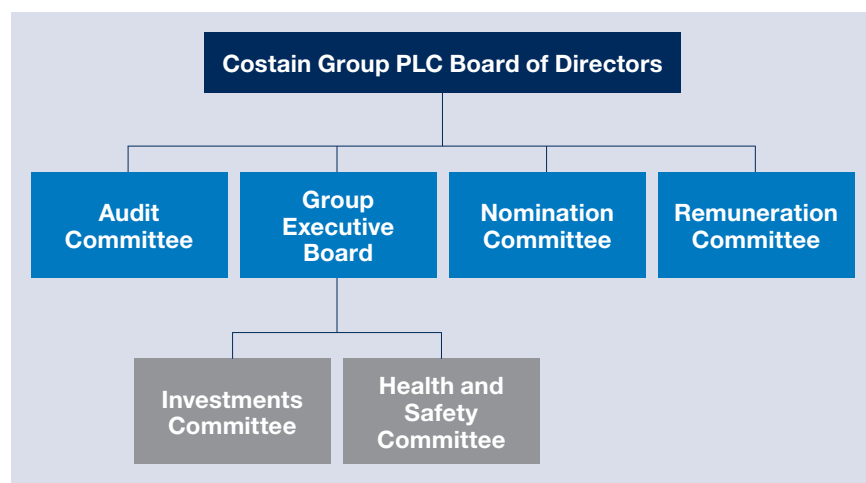 Costain Group PLC Board of Directors
Audit
Committee
Group
Executive
Board
Nomination
Committee
Remuneration
Committee
Investments
Committee
Health and
Safety
Committee